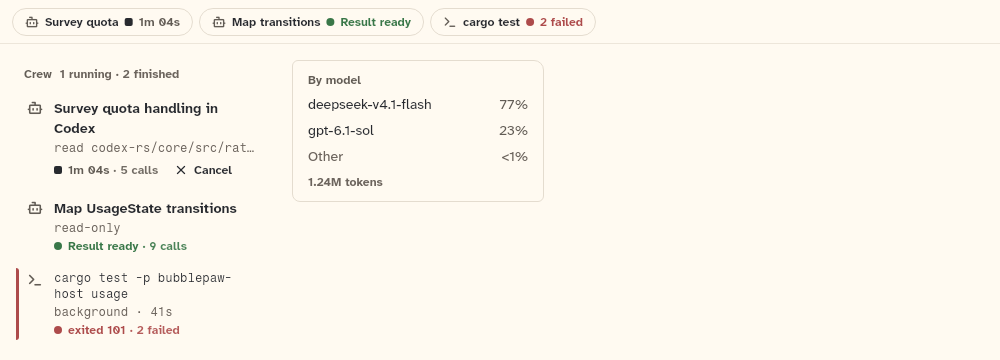 Survey quota 1m 04s Map transitions Result ready cargo test 2 failed
Crew 1 running · 2 finished
Survey quota handling in
Codex
read codex-rs/core/src/rat…
1m 04s · 5 calls Cancel
Map UsageState transitions
read-only
Result ready · 9 calls
cargo test -p bubblepaw-
host usage
background · 41s
exited 101 · 2 failed
By model
deepseek-v4.1-flash 77%
gpt-6.1-sol 23%
Other <1%
1.24M tokens